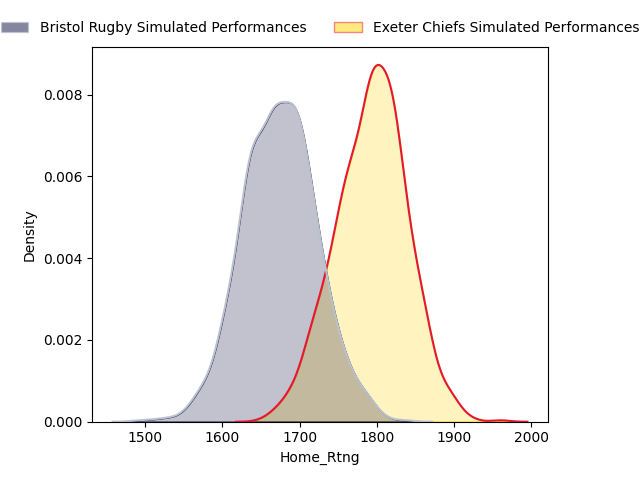 Bristol Rugby Simulated Performances
Exeter Chiefs Simulated Performances
0.008
0.006
0.004
0.002
0.000
Density
1500 1600 1700 1800 1900 2000
Home_Rtng